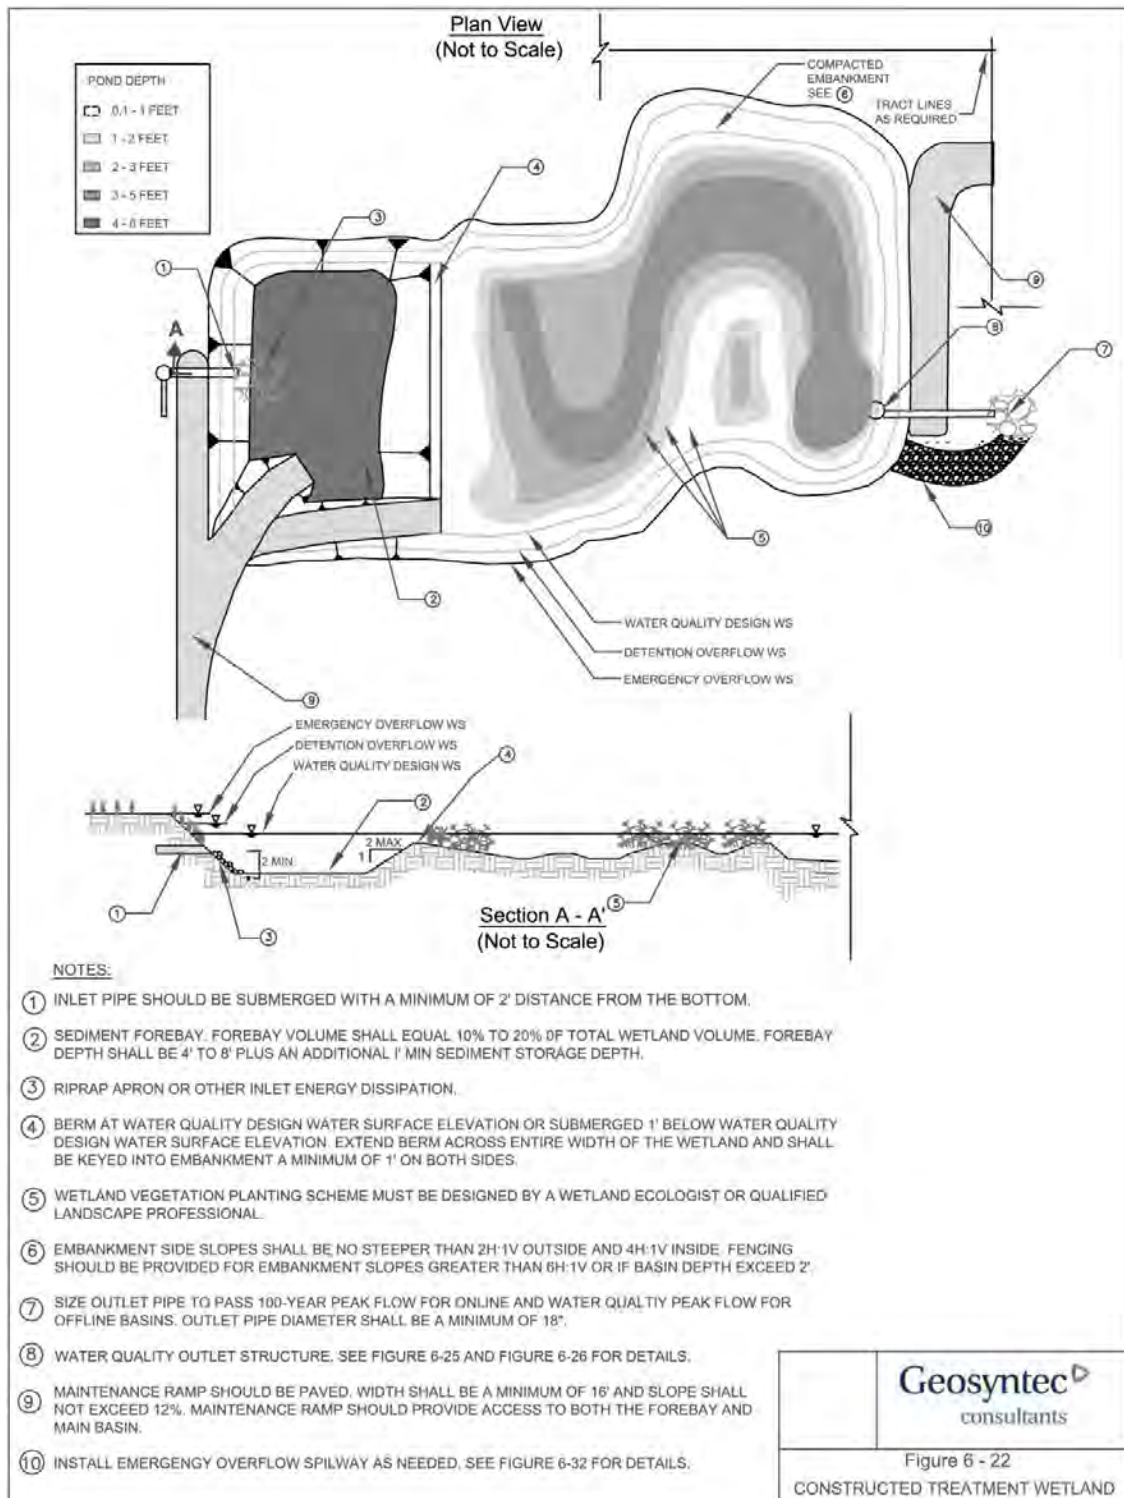 Plan View
(Not to Scale)
POND DEPTH
0.1 - 1 FEET
1 - 2 FEET
2 - 3 FEET
3 - 5 FEET
4 - 8 FEET
COMPACTED
EMBANKMENT
SEE 6
TRACT LINES
AS REQUIRED
4
3
1
A
9
8
7
10
5
2
WATER QUALITY DESIGN WS
DETENTION OVERFLOW WS
EMERGENCY OVERFLOW WS
9
EMERGENCY OVERFLOW WS
DETENTION OVERFLOW WS
WATER QUALITY DESIGN WS
4
2
2 MAX
1
2 MIN
1
3
5
Section A - A'
(Not to Scale)
NOTES:
1 INLET PIPE SHOULD BE SUBMERGED WITH A MINIMUM OF 2' DISTANCE FROM THE BOTTOM.
2 SEDIMENT FOREBAY. FOREBAY VOLUME SHALL EQUAL 10% TO 20% 0F TOTAL WETLAND VOLUME. FOREBAY
DEPTH SHALL BE 4' TO 8' PLUS AN ADDITIONAL I' MIN SEDIMENT STORAGE DEPTH.
3 RIPRAP APRON OR OTHER INLET ENERGY DISSIPATION.
4 BERM AT WATER QUALITY DESIGN WATER SURFACE ELEVATION OR SUBMERGED 1' BELOW WATER QUALITY
DESIGN WATER SURFACE ELEVATION. EXTEND BERM ACROSS ENTIRE WIDTH OF THE WETLAND AND SHALL
BE KEYED INTO EMBANKMENT A MINIMUM OF 1' ON BOTH SIDES.
5 WETLAND VEGETATION PLANTING SCHEME MUST BE DESIGNED BY A WETLAND ECOLOGIST OR QUALIFIED
LANDSCAPE PROFESSIONAL.
6 EMBANKMENT SIDE SLOPES SHALL BE NO STEEPER THAN 2H:1V OUTSIDE AND 4H:1V INSIDE. FENCING
SHOULD BE PROVIDED FOR EMBANKMENT SLOPES GREATER THAN 6H:1V OR IF BASIN DEPTH EXCEED 2'.
7 SIZE OUTLET PIPE TO PASS 100-YEAR PEAK FLOW FOR ONLINE AND WATER QUALTIY PEAK FLOW FOR
OFFLINE BASINS. OUTLET PIPE DIAMETER SHALL BE A MINIMUM OF 18".
8 WATER QUALITY OUTLET STRUCTURE. SEE FIGURE 6-25 AND FIGURE 6-26 FOR DETAILS.
9 MAINTENANCE RAMP SHOULD BE PAVED. WIDTH SHALL BE A MINIMUM OF 16' AND SLOPE SHALL
NOT EXCEED 12%. MAINTENANCE RAMP SHOULD PROVIDE ACCESS TO BOTH THE FOREBAY AND
MAIN BASIN.
10 INSTALL EMERGENGY OVERFLOW SPILWAY AS NEEDED. SEE FIGURE 6-32 FOR DETAILS.
Geosyntec
consultants
Figure 6 - 22
CONSTRUCTED TREATMENT WETLAND